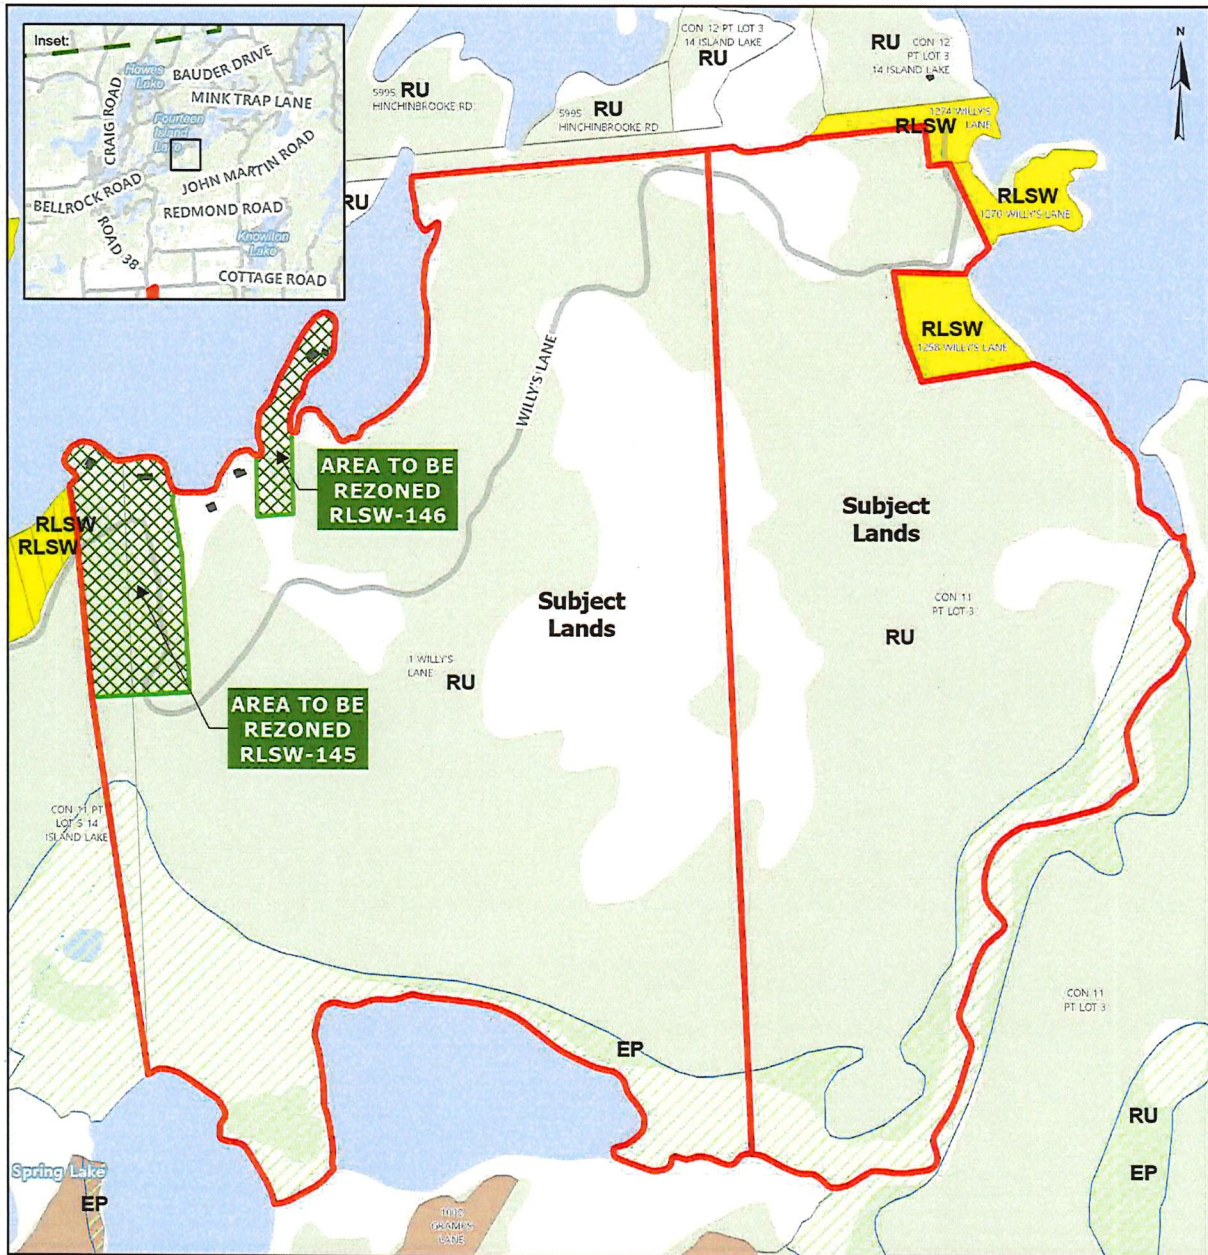 Inset:
Howes
Lake
BAUDER DRIVE
MINK TRAP LANE
CRAIG ROAD
Fourteen
Island
Lake
JOHN MARTIN ROAD
BELLROCK ROAD
REDMOND ROAD
ROAD 38
Knowlton
Lake
COTTAGE ROAD
5995
HINCHINBROOKE RD
RU
5995
HINCHINBROOKE RD
RU
CON 12 PT LOT 3
14 ISLAND LAKE
RU
RU
CON 12
PT LOT 3
14 ISLAND LAKE
N
1274 WILLY'S
LANE
RLSW
RLSW
1270 WILLY'S LANE
RU
RLSW
1258 WILLY'S LANE
WILLY'S LANE
AREA TO BE
REZONED
RLSW-146
RLSW
RLSW
Subject
Lands
Subject
Lands
CON 11
PT LOT 3
RU
1 WILLY'S
LANE
RU
AREA TO BE
REZONED
RLSW-145
CON 11 PT
LOT 5 14
ISLAND LAKE
CON 11
PT LOT 3
EP
RU
EP
Spring Lake
EP
GRAMPS
LANE